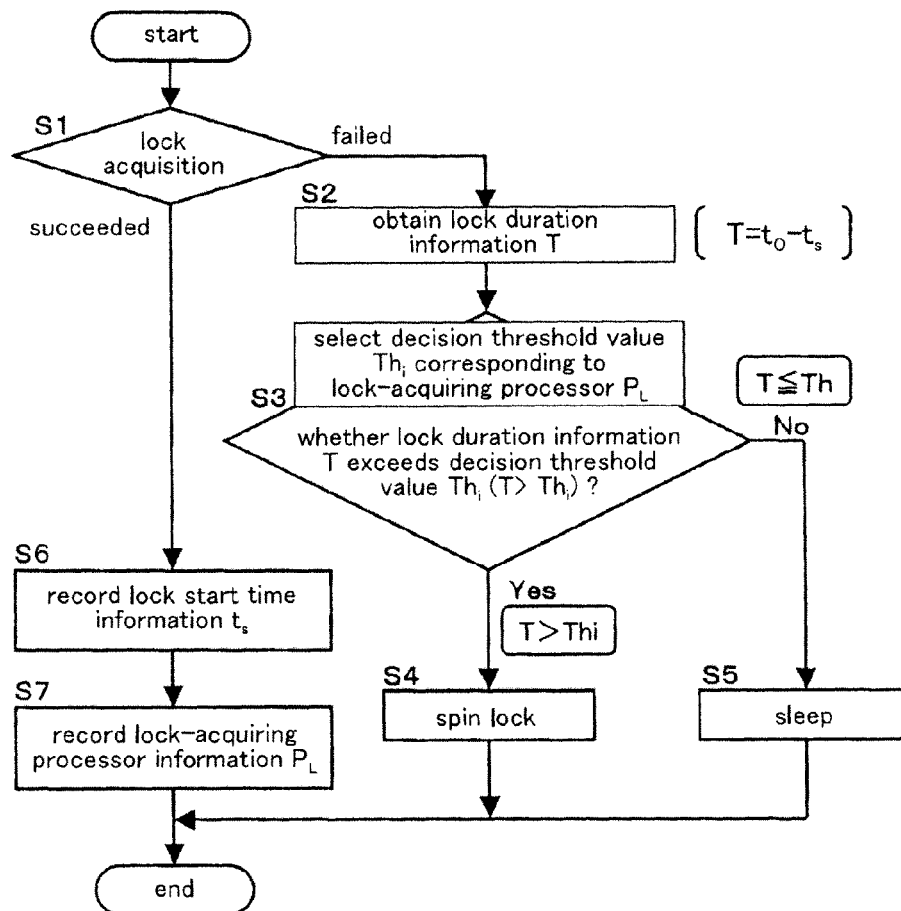 start
S1
lock
acquisition
failed
succeeded
S2
obtain lock duration
information T
T=t₀−tₛ
select decision threshold value
Thᵢ corresponding to
lock-acquiring processor P_L
S3
T≦Th
No
whether lock duration information
T exceeds decision threshold
value Thᵢ (T> Thᵢ) ?
Yes
T>Thi
S6
record lock start time
information tₛ
S4
spin lock
S5
sleep
S7
record lock-acquiring
processor information P_L
end